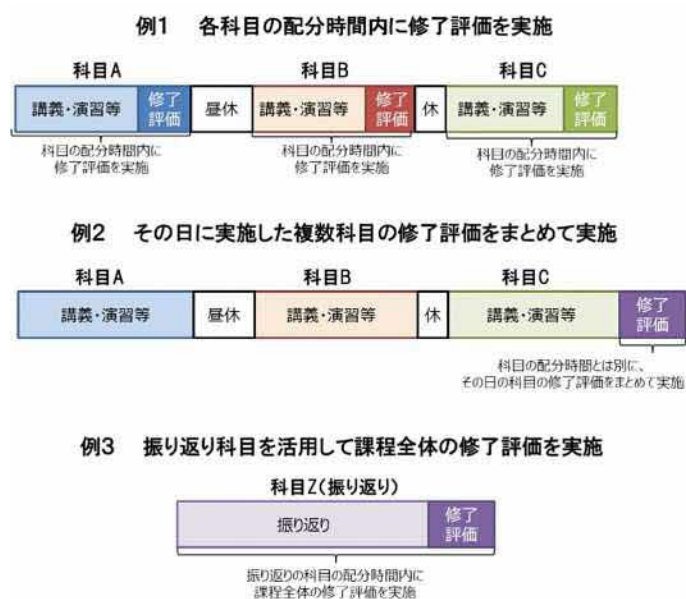 例1 各科目の配分時間内に修了評価を実施
科目A
科目B
科目C
講義・演習等
修了
評価
昼休
講義・演習等
修了
評価
休
講義・演習等
修了
評価
科目の配分時間内に
修了評価を実施
科目の配分時間内に
修了評価を実施
科目の配分時間内に
修了評価を実施
例2 その日に実施した複数科目の修了評価をまとめて実施
科目A
科目B
科目C
講義・演習等
昼休
講義・演習等
休
講義・演習等
修了
評価
科目の配分時間とは別に、
その日の科目の修了評価をまとめて実施
例3 振り返り科目を活用して課程全体の修了評価を実施
科目Z(振り返り)
振り返り
修了
評価
振り返りの科目の配分時間内に
課程全体の修了評価を実施